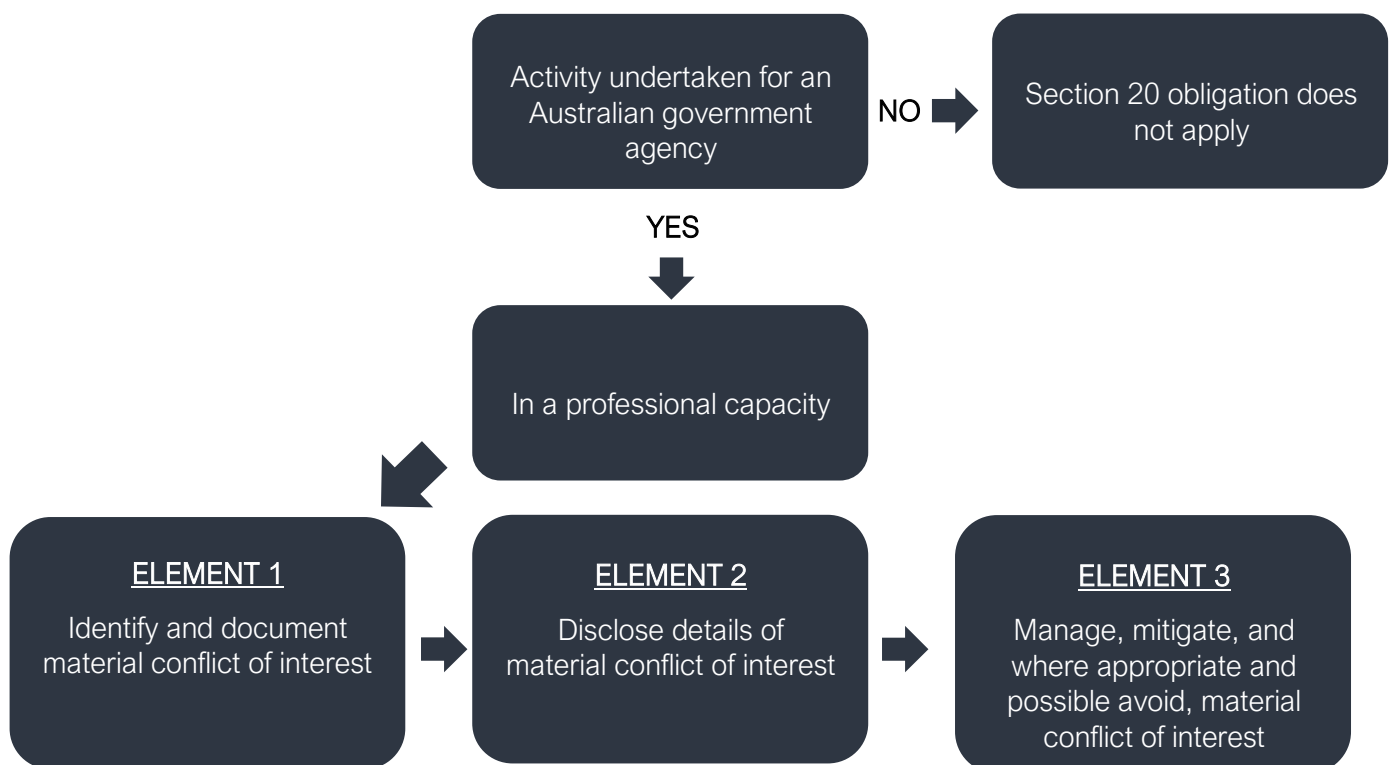 Activity undertaken for an
Australian government
agency
NO
Section 20 obligation does
not apply
YES
In a professional capacity
ELEMENT 1
Identify and document
material conflict of interest
ELEMENT 2
Disclose details of
material conflict of interest
ELEMENT 3
Manage, mitigate, and
where appropriate and
possible avoid, material
conflict of interest